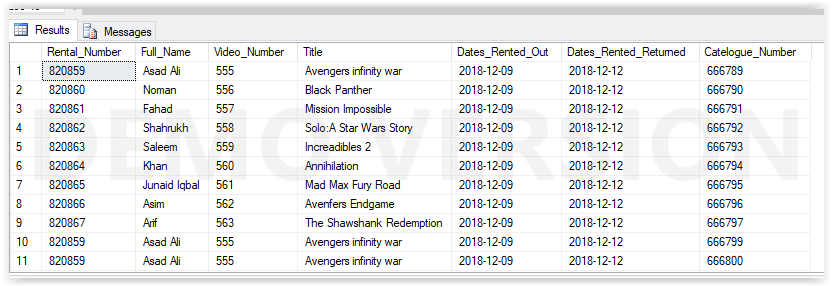 Results Messages
Rental_Number Full_Name Video_Number Title Dates_Rented_Out Dates_Rented_Returned Catelogue_Number
1 820859 Asad Ali 555 Avengers infinity war 2018-12-09 2018-12-12 666789
2 820860 Noman 556 Black Panther 2018-12-09 2018-12-12 666790
3 820861 Fahad 557 Mission Impossible 2018-12-09 2018-12-12 666791
4 820862 Shahrukh 558 Solo:A Star Wars Story 2018-12-09 2018-12-12 666792
5 820863 Saleem 559 Increadibles 2 2018-12-09 2018-12-12 666793
6 820864 Khan 560 Annihilation 2018-12-09 2018-12-12 666794
7 820865 Junaid Iqbal 561 Mad Max Fury Road 2018-12-09 2018-12-12 666795
8 820866 Asim 562 Avenfers Endgame 2018-12-09 2018-12-12 666796
9 820867 Arif 563 The Shawshank Redemption 2018-12-09 2018-12-12 666797
10 820859 Asad Ali 555 Avengers infinity war 2018-12-09 2018-12-12 666799
11 820859 Asad Ali 555 Avengers infinity war 2018-12-09 2018-12-12 666800
DEMO VIRSION